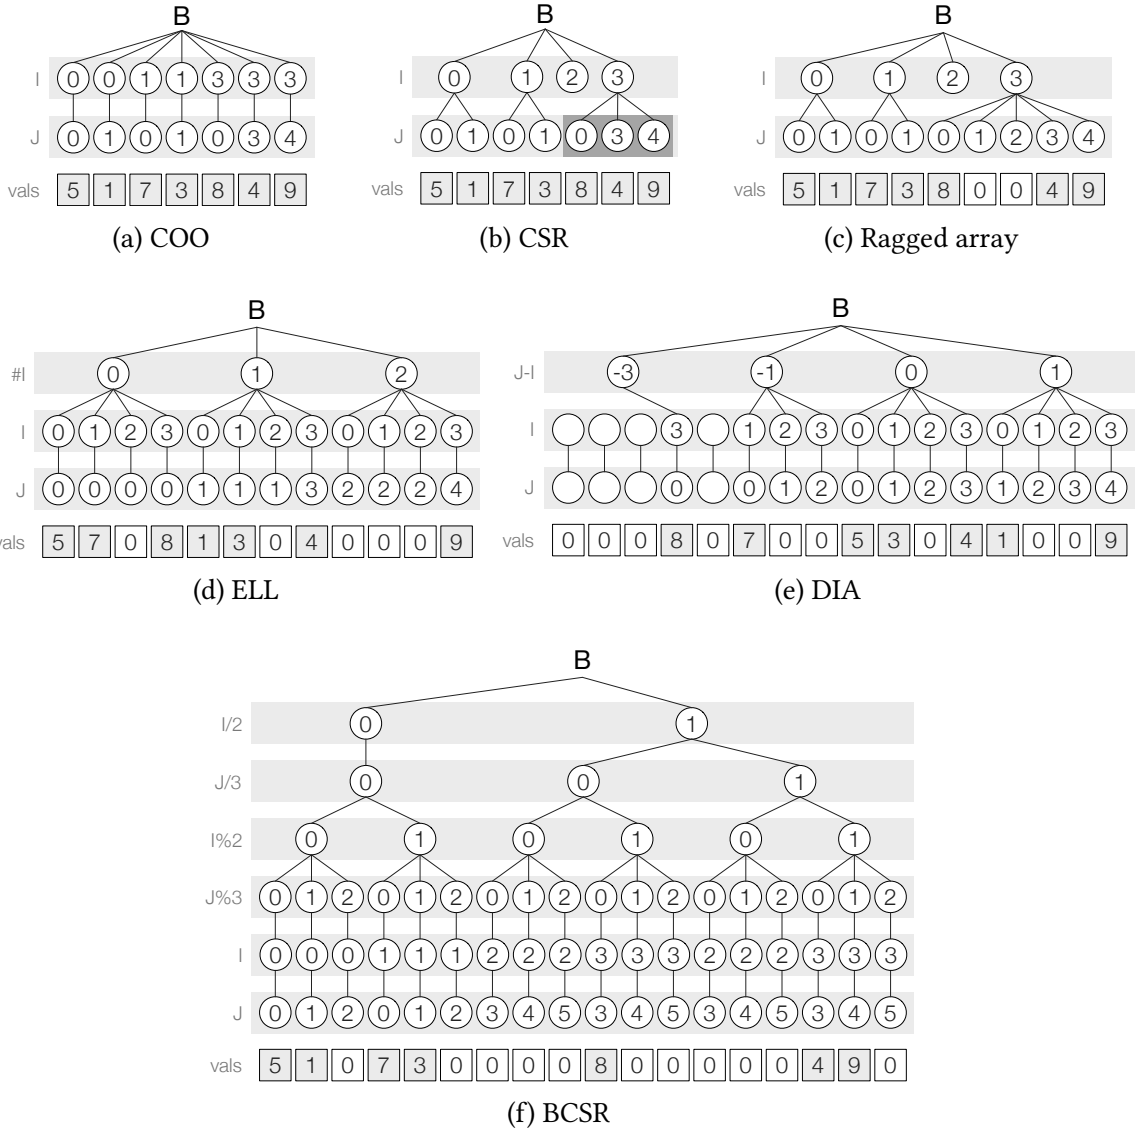 B
I 0 0 1 1 3 3 3
J 0 1 0 1 0 3 4
vals 5 1 7 3 8 4 9
(a) COO
B
I 0 1 2 3
J 0 1 0 1 0 3 4
vals 5 1 7 3 8 4 9
(b) CSR
B
I 0 1 2 3
J 0 1 0 1 0 1 2 3 4
vals 5 1 7 3 8 0 0 4 9
(c) Ragged array
B
#I 0 1 2
I 0 1 2 3 0 1 2 3 0 1 2 3
J 0 0 0 0 1 1 1 3 2 2 2 4
vals 5 7 0 8 1 3 0 4 0 0 0 9
(d) ELL
B
J-I -3 -1 0 1
I 3 1 2 3 0 1 2 3 0 1 2 3
J 0 0 1 2 0 1 2 3 1 2 3 4
vals 0 0 0 8 0 7 0 0 5 3 0 4 1 0 0 9
(e) DIA
B
I/2 0 1
J/3 0 0 1
I%2 0 1 0 1 0 1
J%3 0 1 2 0 1 2 0 1 2 0 1 2 0 1 2 0 1 2
I 0 0 0 1 1 1 2 2 2 3 3 3 2 2 2 3 3 3
J 0 1 2 0 1 2 3 4 5 3 4 5 3 4 5 3 4 5
vals 5 1 0 7 3 0 0 0 0 8 0 0 0 0 0 4 9 0
(f) BCSR